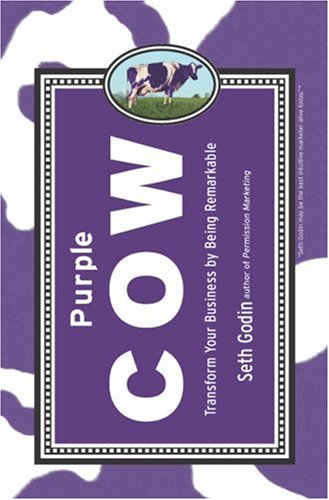 Purple
COW
Transform Your Business by Being Remarkable
Seth Godin author of Permission Marketing
"Seth Godin may be the best intuitive marketer alive today."*